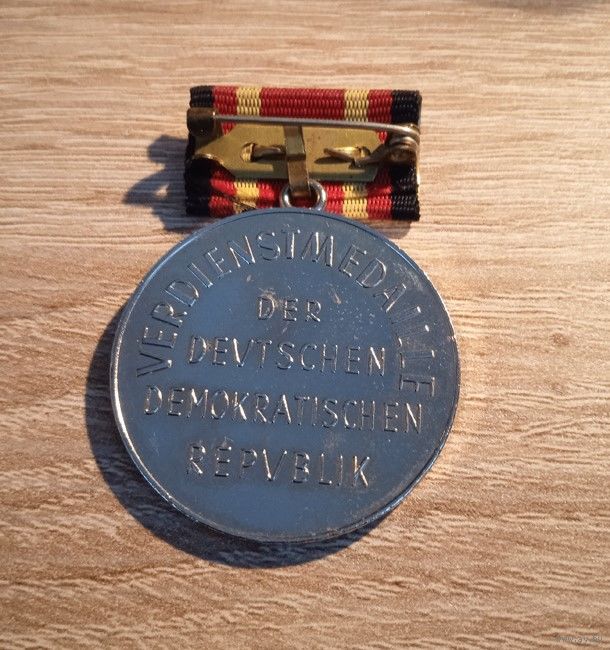 VERDIENSTMEDAILLE
DER
DEVTSCHEN
DEMOKRATISCHEN
REPVBLIK